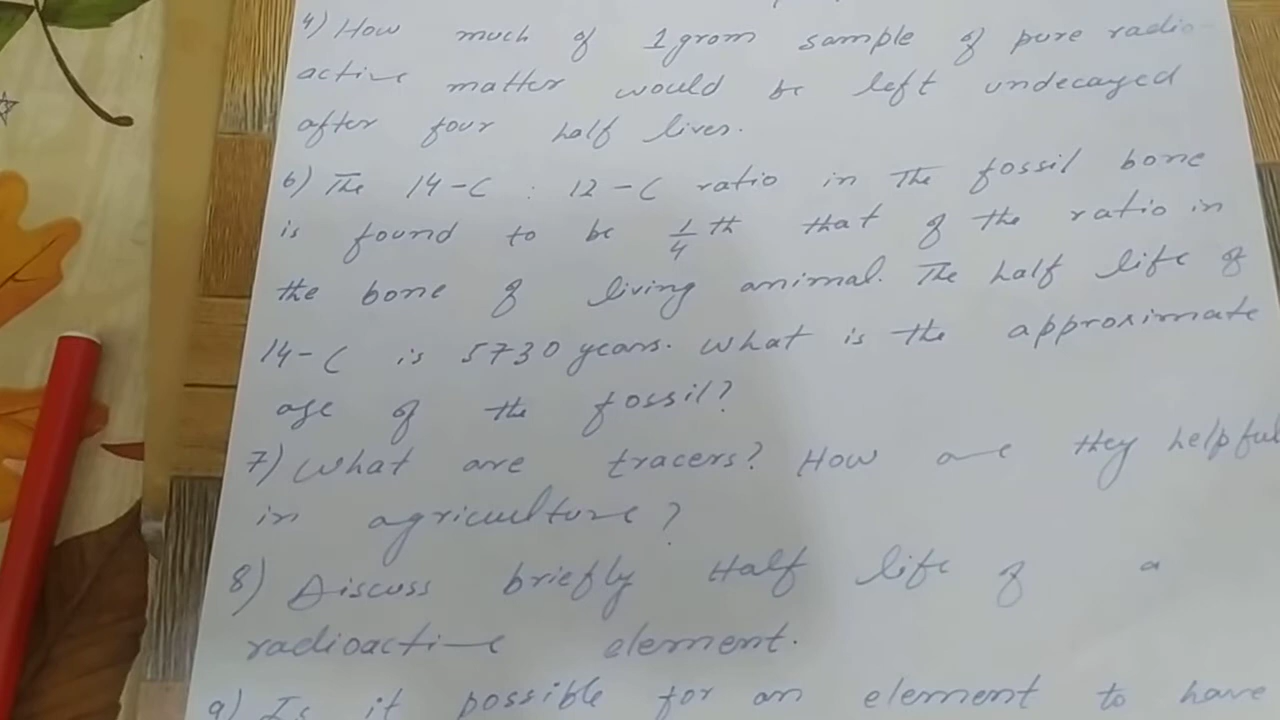 4) How much of 1 gram sample of pure radio-
active matter would be left undecayed
after four half lives.
6) The 14-C : 12-C ratio in the fossil bone
is found to be 1/4 th that of the ratio in
the bone of living animal. The half life of
14-C is 5730 years. What is the approximate
age of the fossil?
7) What are tracers? How are they helpful
in agriculture?
8) Discuss briefly Half life of a
radioactive element.
9) Is it possible for an element to have